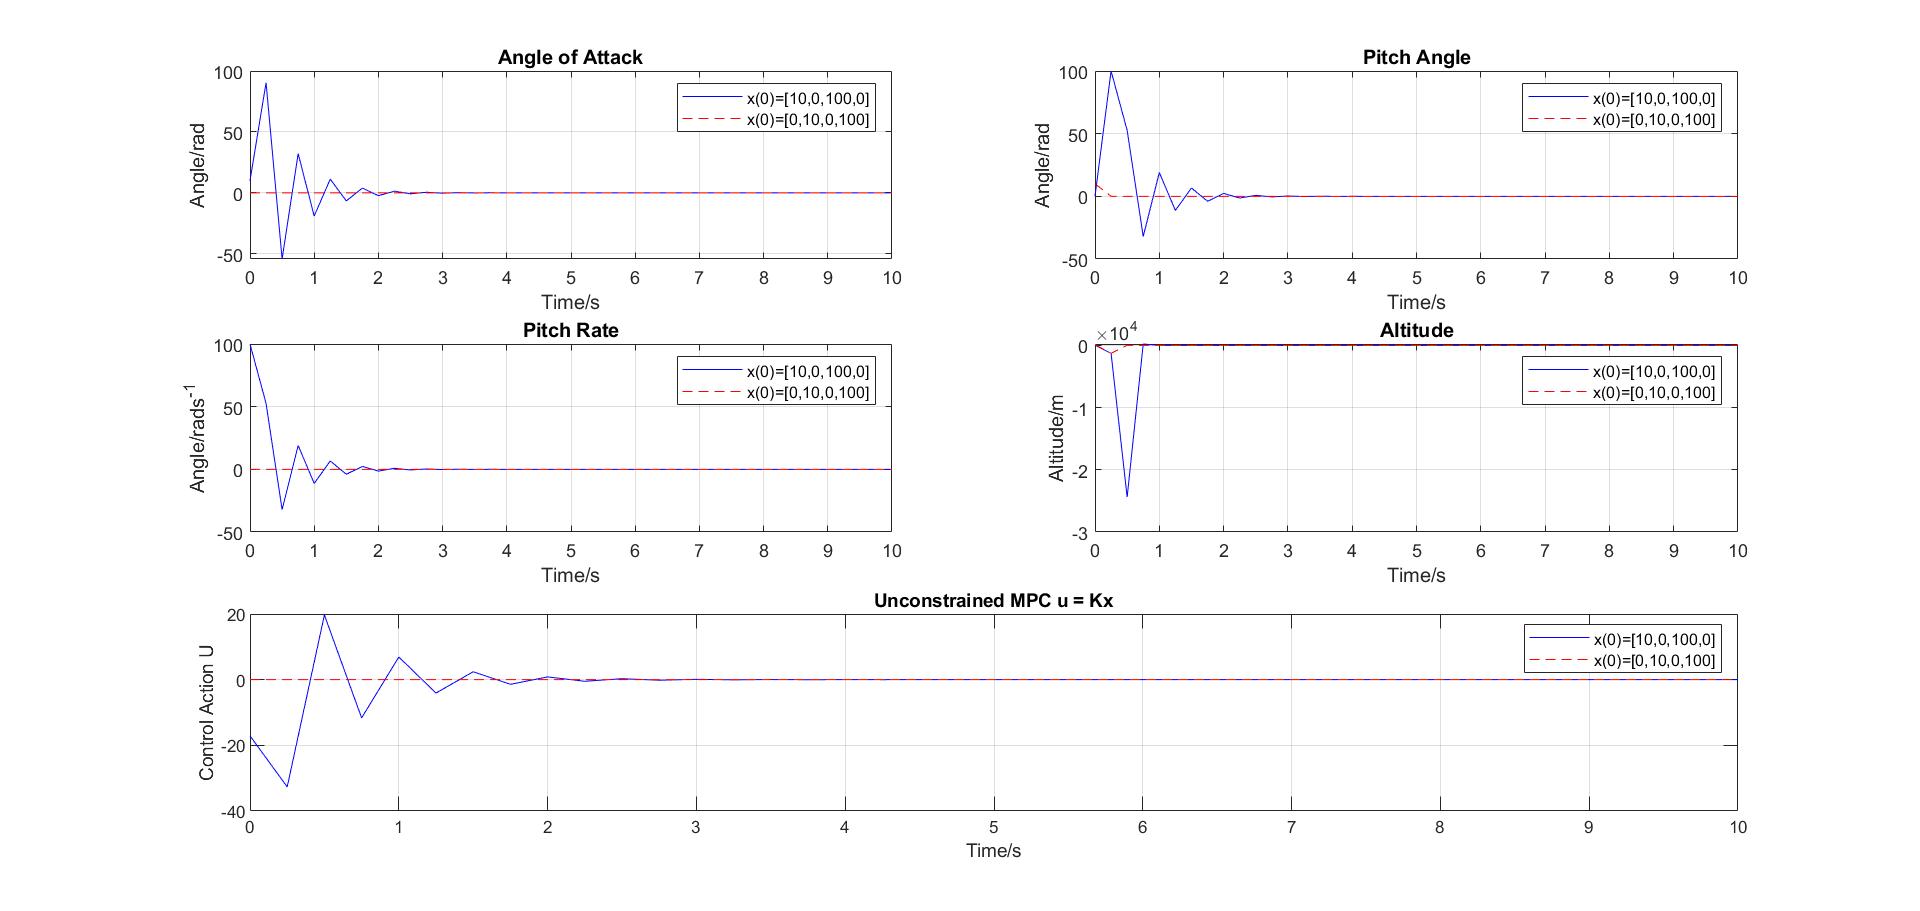 Angle of Attack
100
50
0
-50
Angle/rad
x(0)=[10,0,100,0]
x(0)=[0,10,0,100]
0 1 2 3 4 5 6 7 8 9 10
Time/s
Pitch Angle
100
50
0
-50
Angle/rad
x(0)=[10,0,100,0]
x(0)=[0,10,0,100]
0 1 2 3 4 5 6 7 8 9 10
Time/s
Pitch Rate
100
50
0
-50
Angle/rads⁻¹
x(0)=[10,0,100,0]
x(0)=[0,10,0,100]
0 1 2 3 4 5 6 7 8 9 10
Time/s
×10⁴
Altitude
0
-1
-2
-3
Altitude/m
x(0)=[10,0,100,0]
x(0)=[0,10,0,100]
0 1 2 3 4 5 6 7 8 9 10
Time/s
Unconstrained MPC u = Kx
20
0
-20
-40
Control Action U
x(0)=[10,0,100,0]
x(0)=[0,10,0,100]
0 1 2 3 4 5 6 7 8 9 10
Time/s